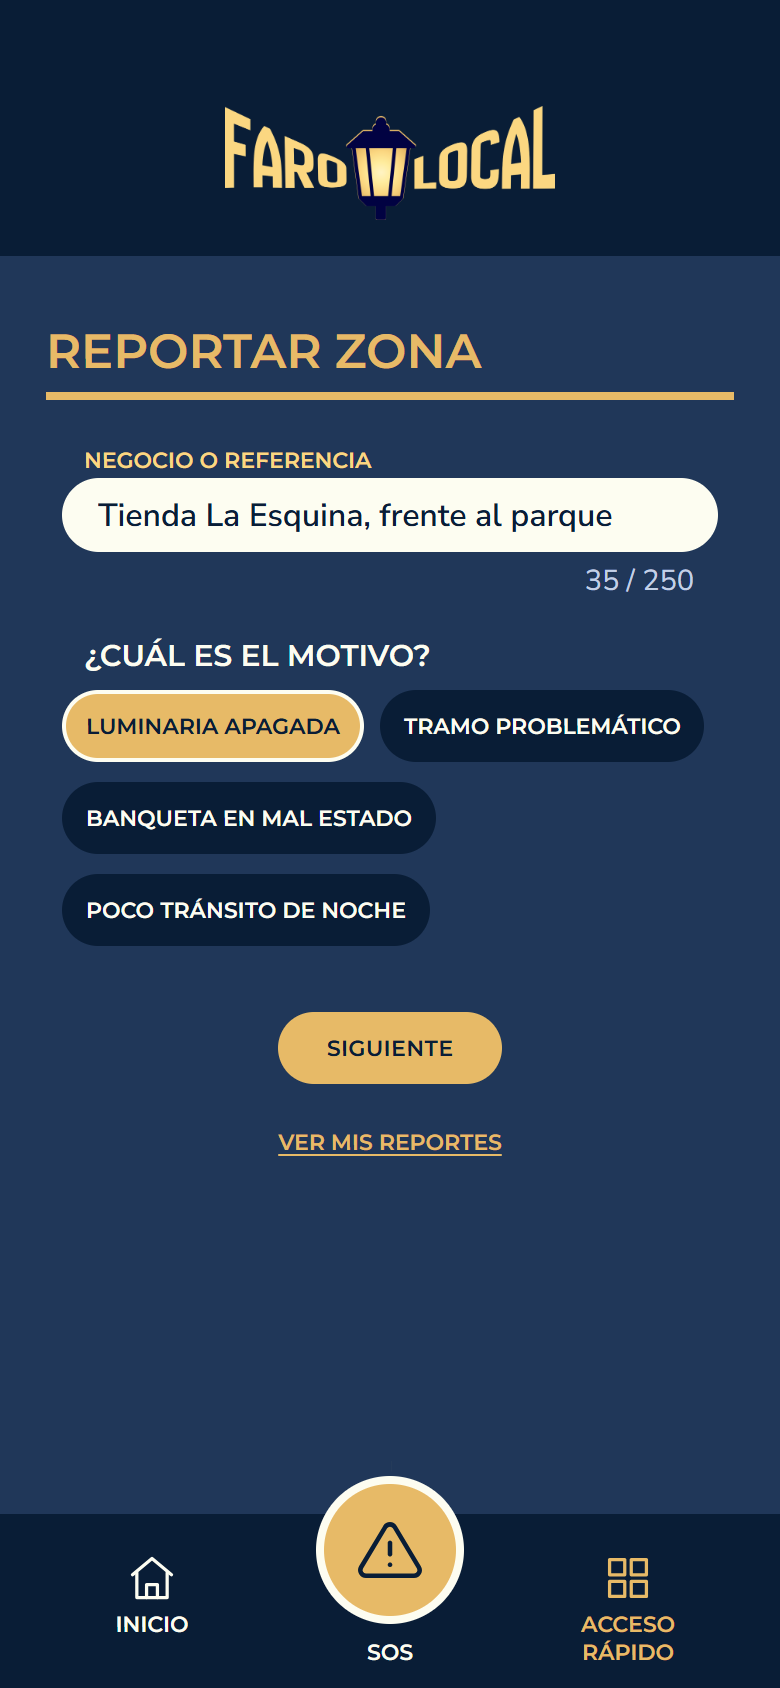 FARO LOCAL
REPORTAR ZONA
NEGOCIO O REFERENCIA
Tienda La Esquina, frente al parque
35 / 250
¿CUÁL ES EL MOTIVO?
LUMINARIA APAGADA
TRAMO PROBLEMÁTICO
BANQUETA EN MAL ESTADO
POCO TRÁNSITO DE NOCHE
SIGUIENTE
VER MIS REPORTES
INICIO
SOS
ACCESO
RÁPIDO